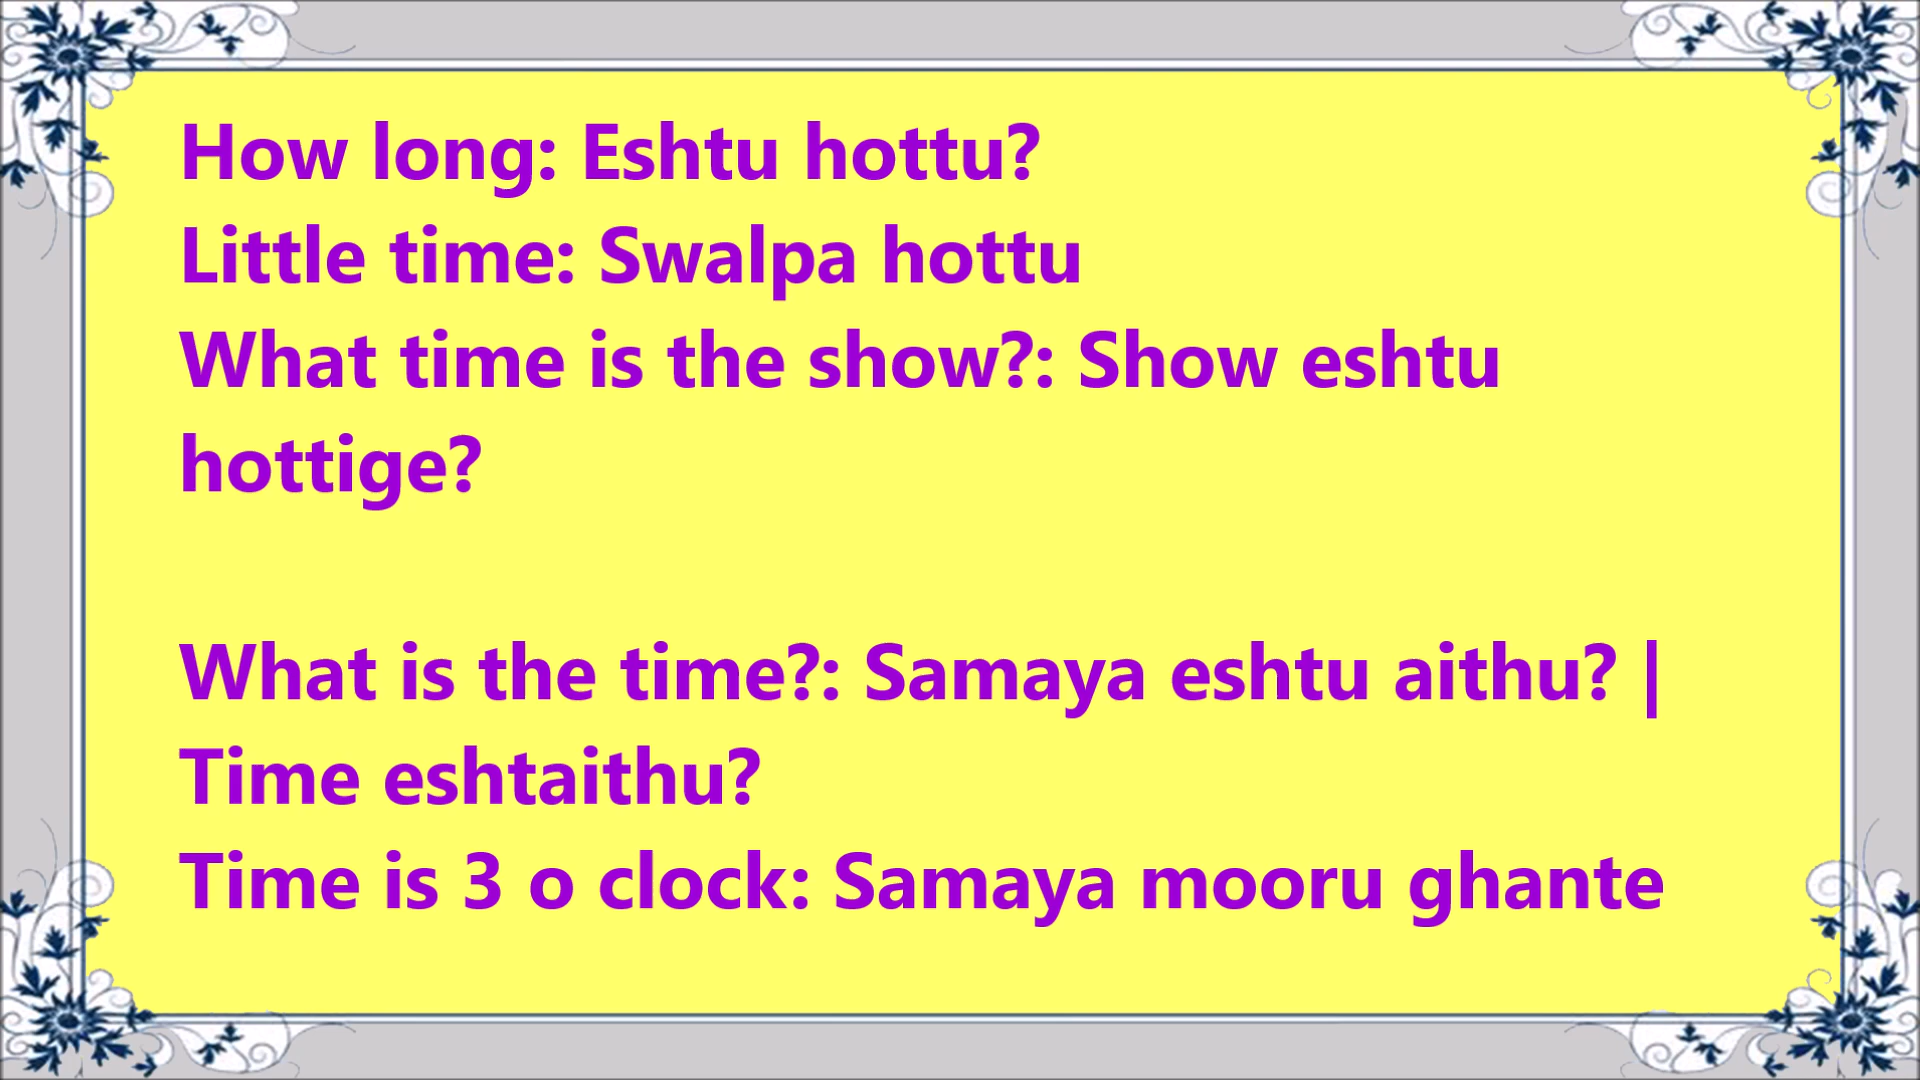 How long: Eshtu hottu?
Little time: Swalpa hottu
What time is the show?: Show eshtu
hottige?
What is the time?: Samaya eshtu aithu? |
Time eshtaithu?
Time is 3 o clock: Samaya mooru ghante